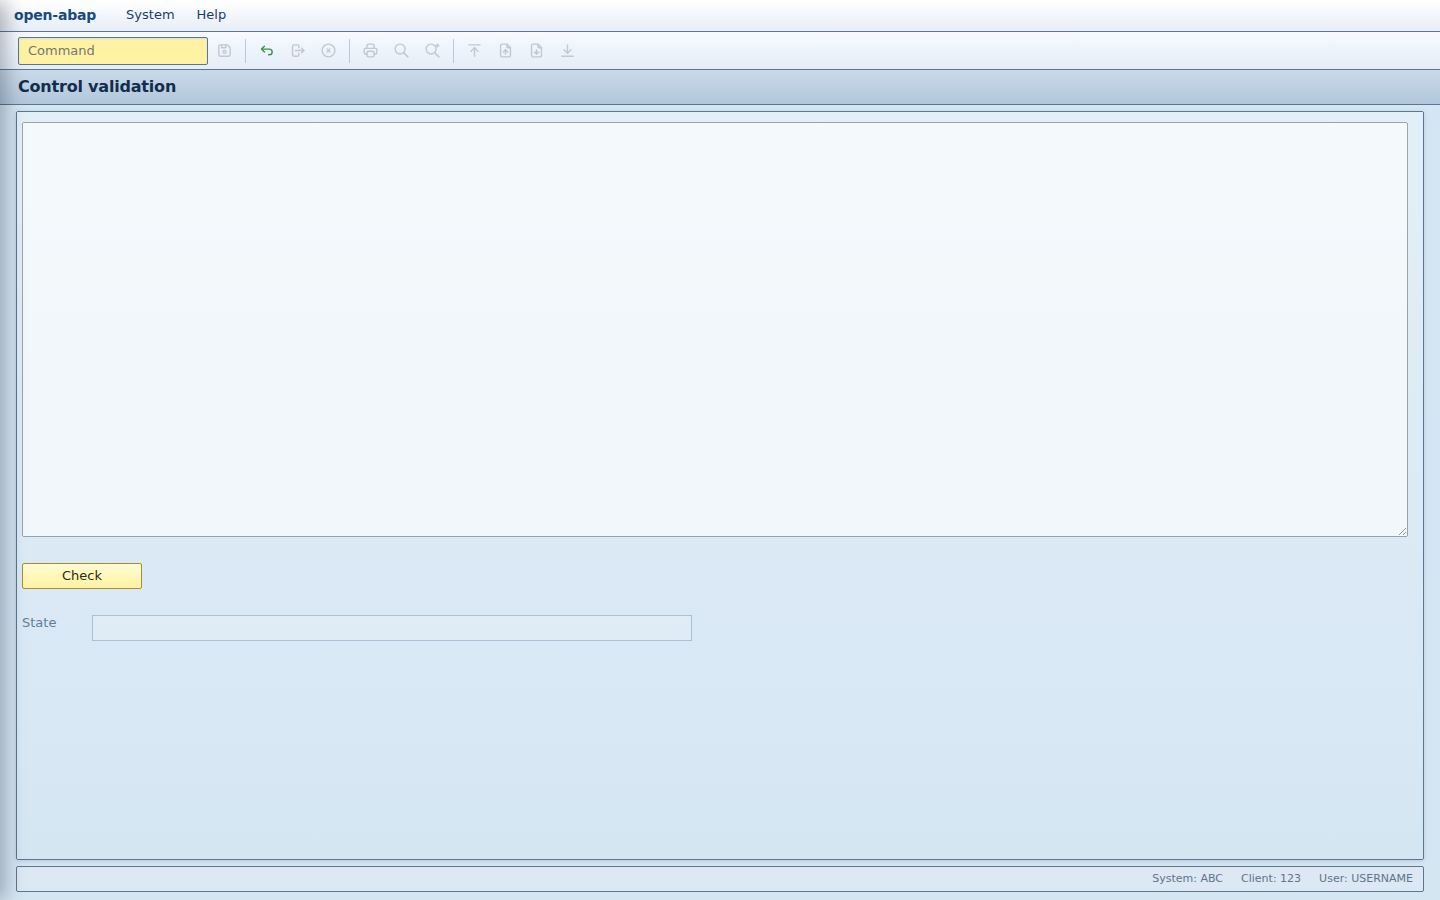 open-abap System Help
Command
Control validation
Check
State
System: ABC Client: 123 User: USERNAME